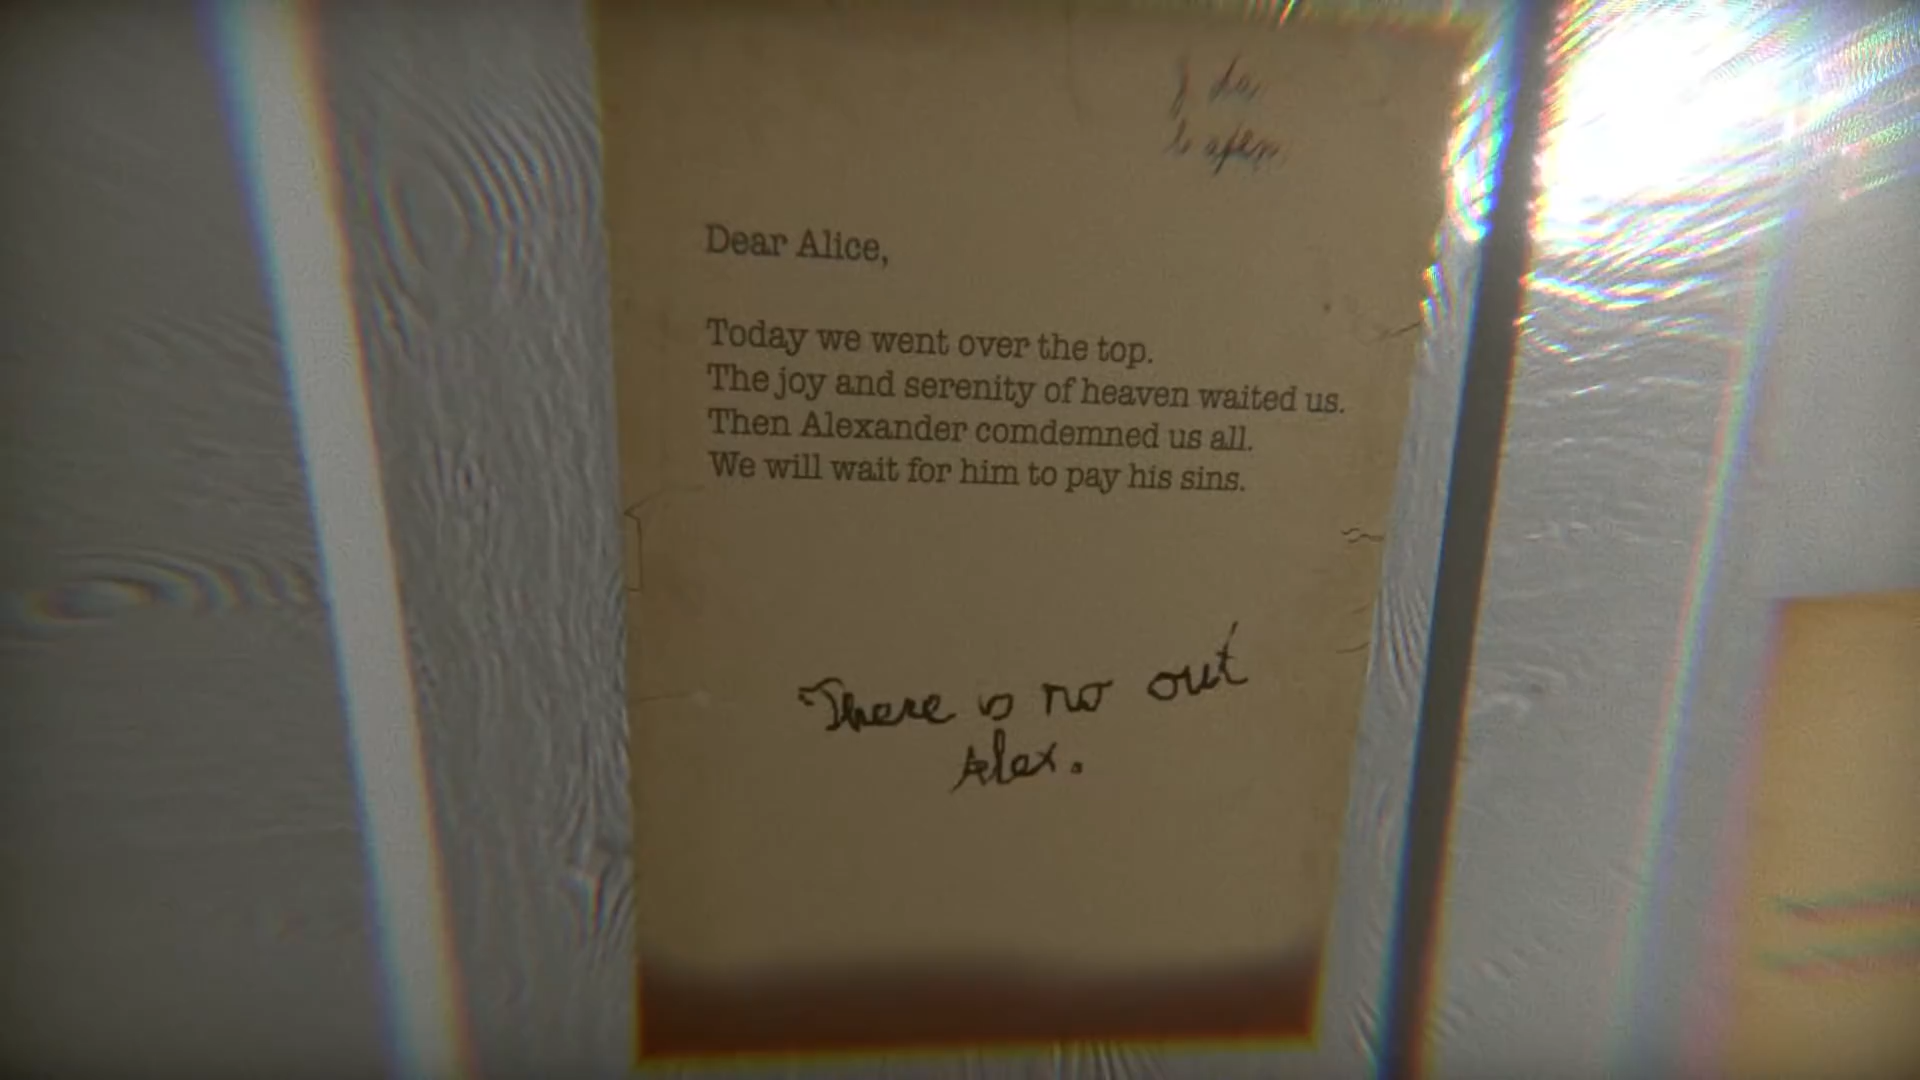 Dear Alice,
Today we went over the top.
The joy and serenity of heaven waited us.
Then Alexander comdemned us all.
We will wait for him to pay his sins.
There is no out
Alex.